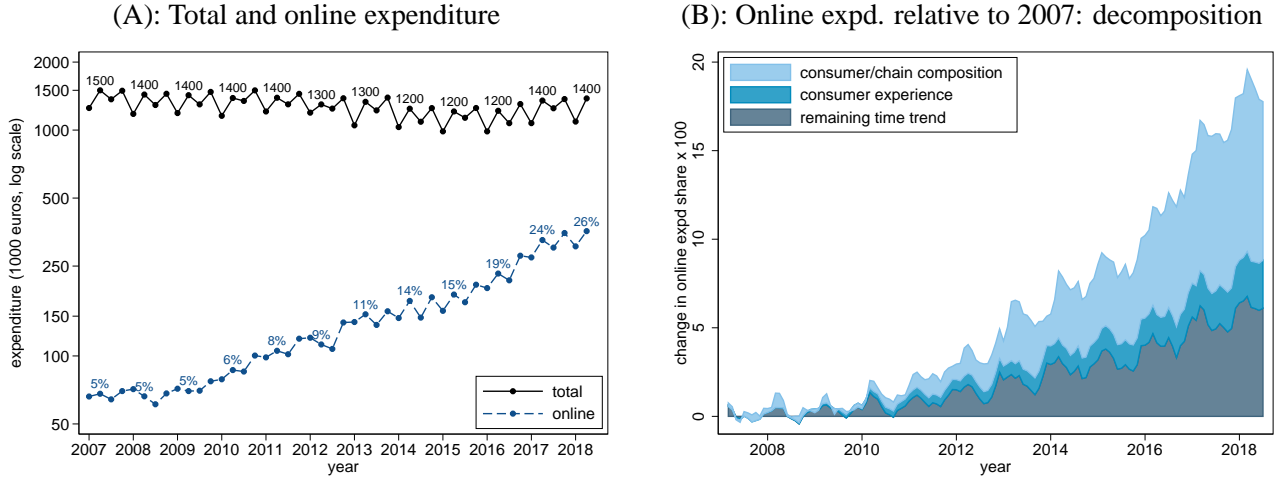 (A): Total and online expenditure
expenditure (1000 euros, log scale)
2000
1500
1000
500
250
150
100
50
1500 1400 1400 1400 1400 1300 1300 1200 1200 1200 1400 1400
5% 5% 5% 6% 8% 9% 11% 14% 15% 19% 24% 26%
total
online
2007 2008 2009 2010 2011 2012 2013 2014 2015 2016 2017 2018
year
(B): Online expd. relative to 2007: decomposition
change in online expd share x 100
20
15
10
5
0
consumer/chain composition
consumer experience
remaining time trend
2008 2010 2012 2014 2016 2018
year